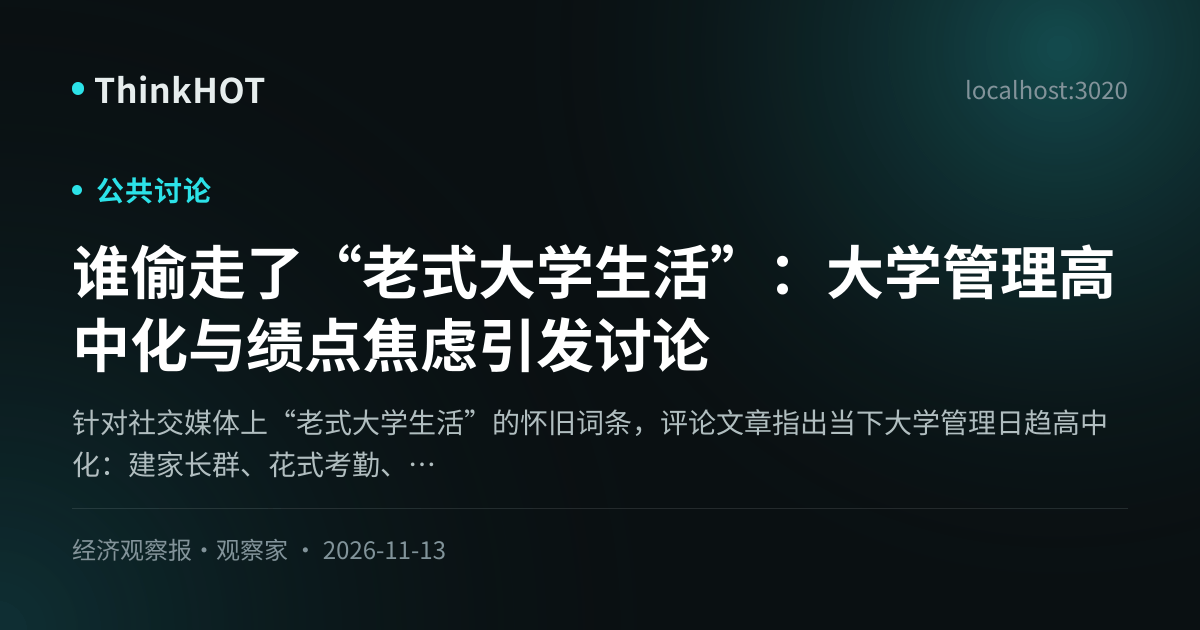 ThinkHOT
localhost:3020
公共讨论
谁偷走了“老式大学生活”：大学管理高
中化与绩点焦虑引发讨论
针对社交媒体上“老式大学生活”的怀旧词条，评论文章指出当下大学管理日趋高中
化：建家长群、花式考勤、…
经济观察报·观察家 · 2026-11-13